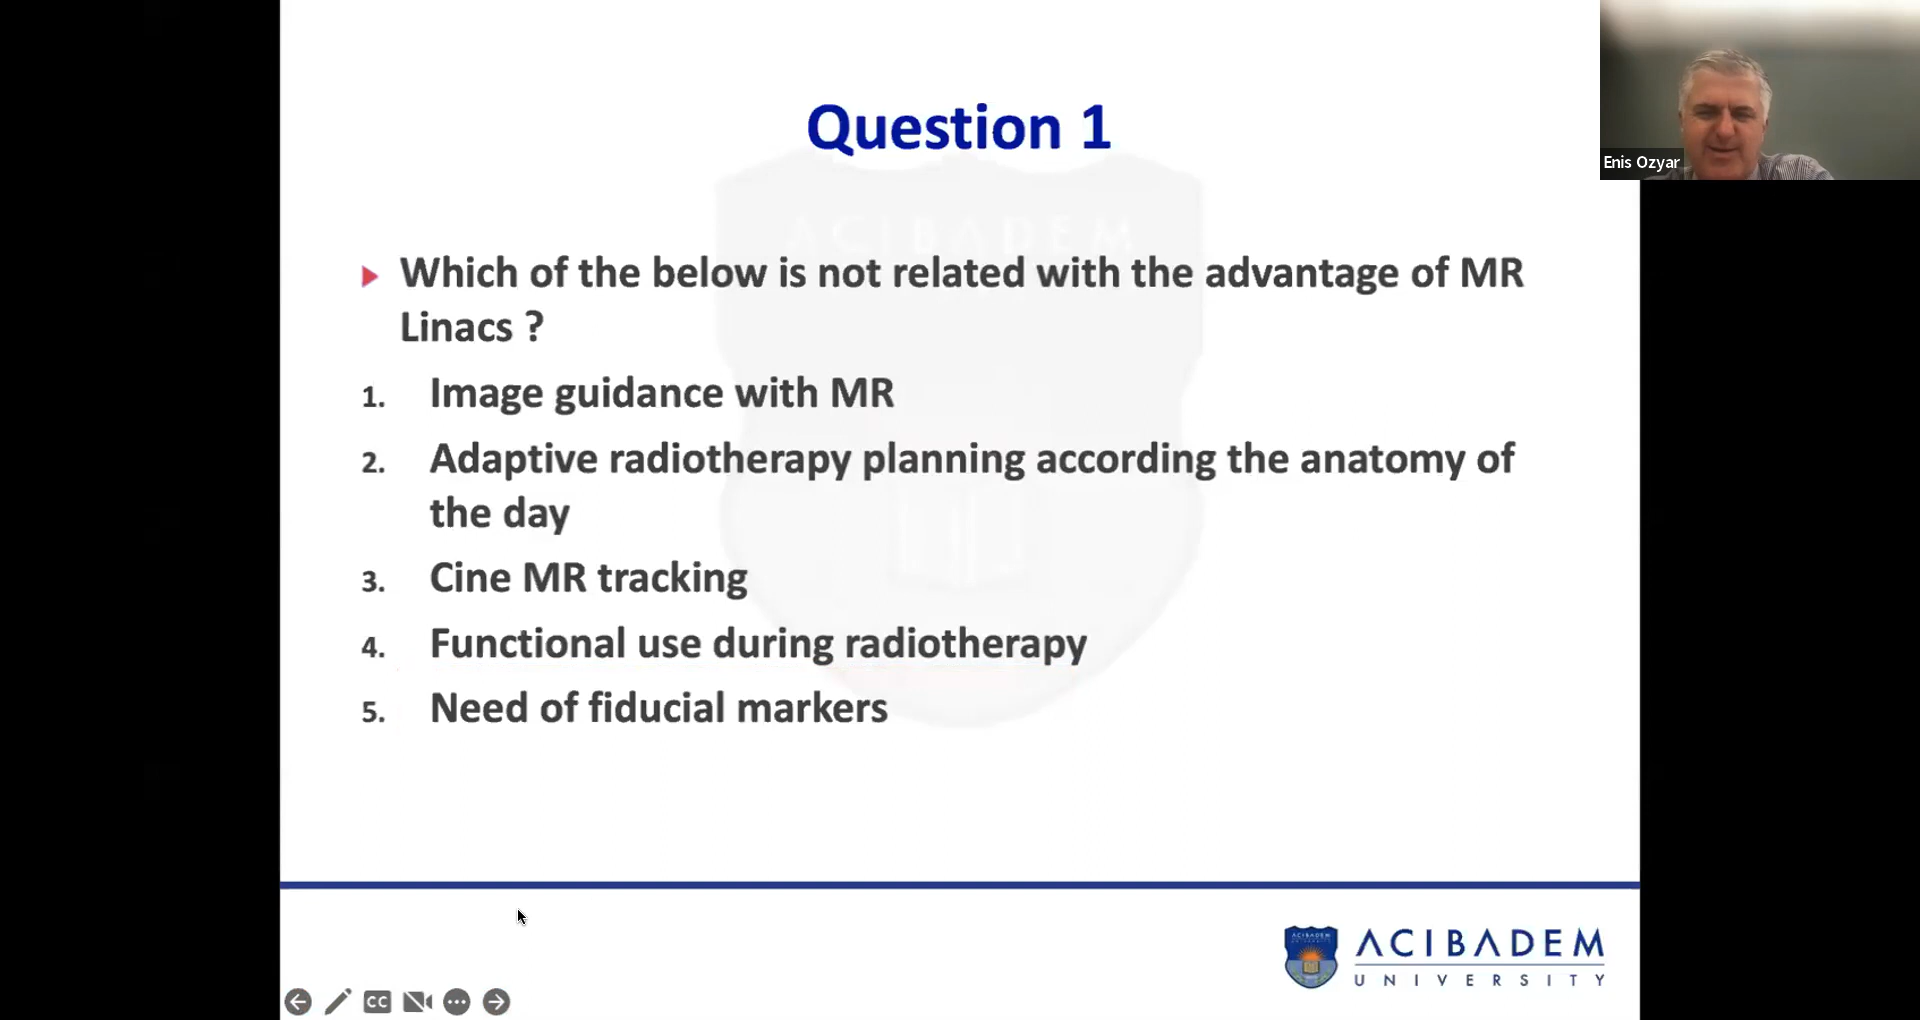 Question 1
Enis Ozyar
Which of the below is not related with the advantage of MR
Linacs ?
1. Image guidance with MR
2. Adaptive radiotherapy planning according the anatomy of
the day
3. Cine MR tracking
4. Functional use during radiotherapy
5. Need of fiducial markers
ACIBADEM
ACIBADEM
UNIVERSITY
CC